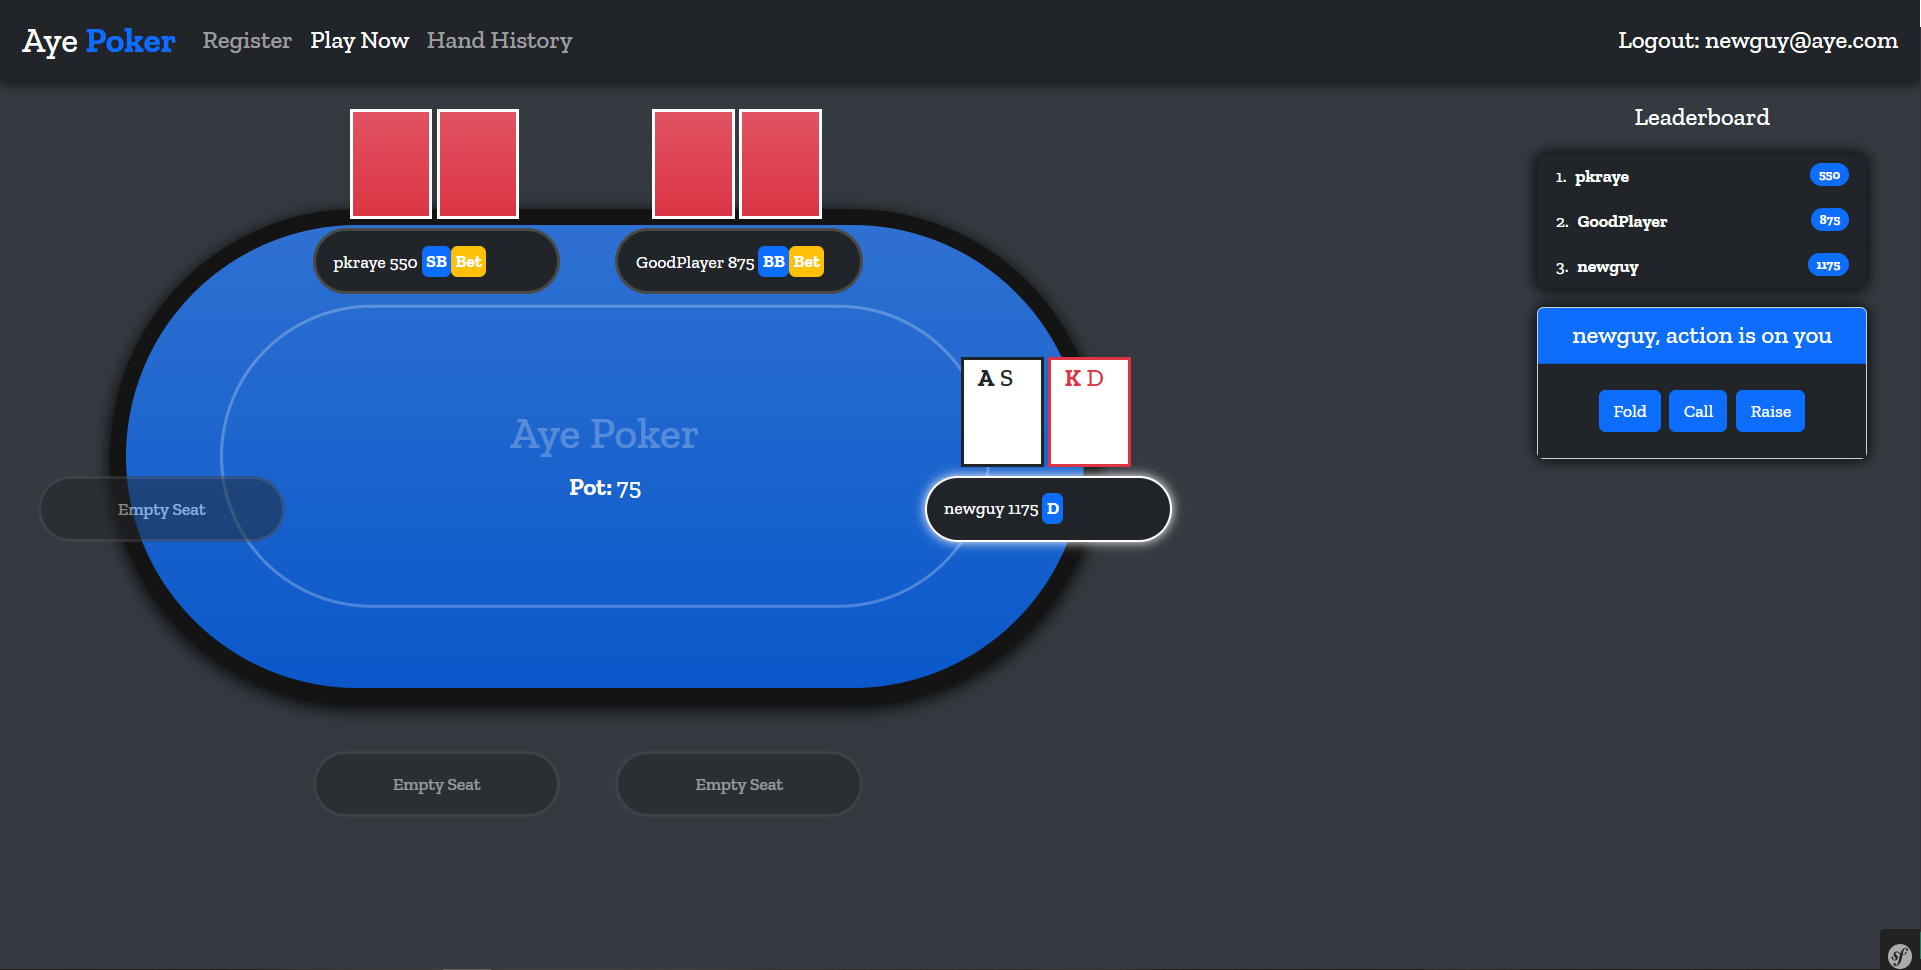 Aye Poker Register Play Now Hand History Logout: newguy@aye.com
Leaderboard
1. pkraye 550
2. GoodPlayer 875
3. newguy 1175
newguy, action is on you
Fold Call Raise
pkraye 550 SB Bet
GoodPlayer 875 BB Bet
A S
K D
newguy 1175 D
Aye Poker
Pot: 75
Empty Seat
Empty Seat
Empty Seat
sf